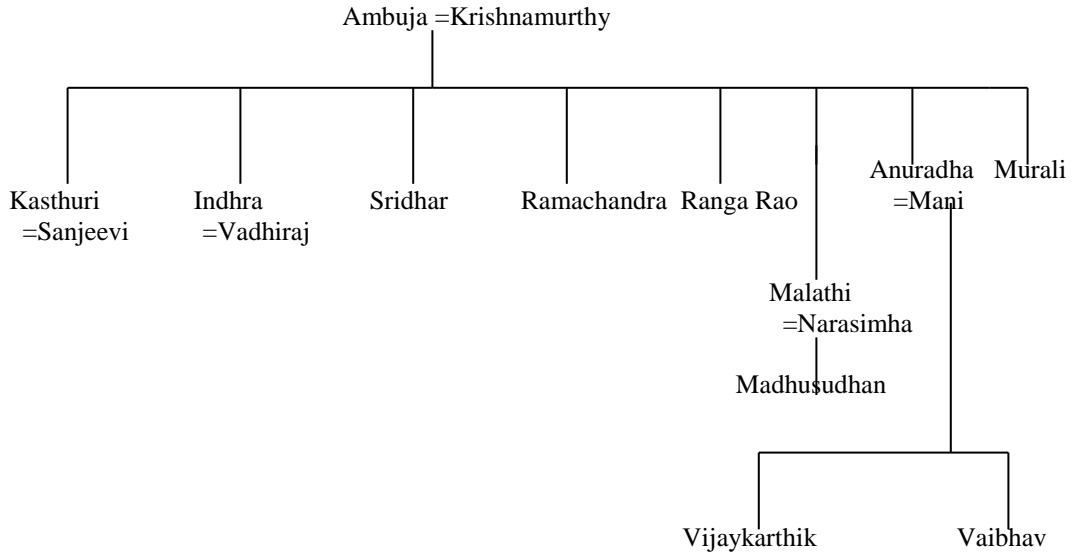 Ambuja =Krishnamurthy
Kasthuri
=Sanjeevi
Indhra
=Vadhiraj
Sridhar
Ramachandra
Ranga Rao
Malathi
=Narasimha
Madhusudhan
Anuradha
=Mani
Vijaykarthik
Vaibhav
Murali